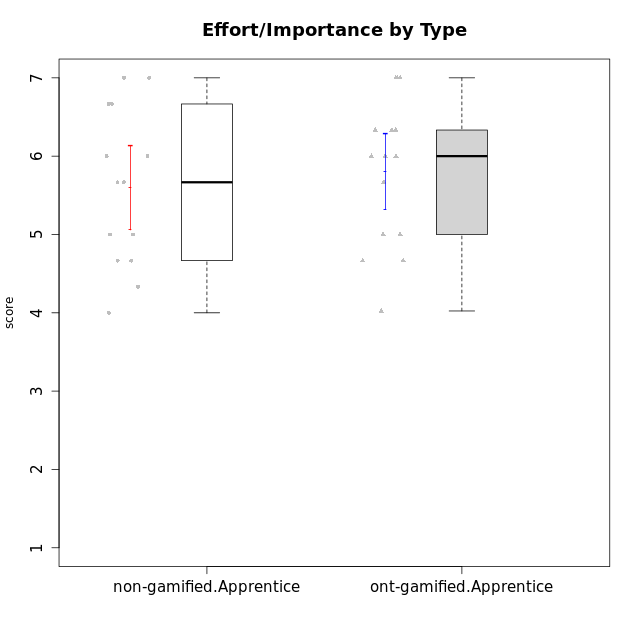 Effort/Importance by Type
7
6
5
4
3
2
1
score
non-gamified.Apprentice
ont-gamified.Apprentice